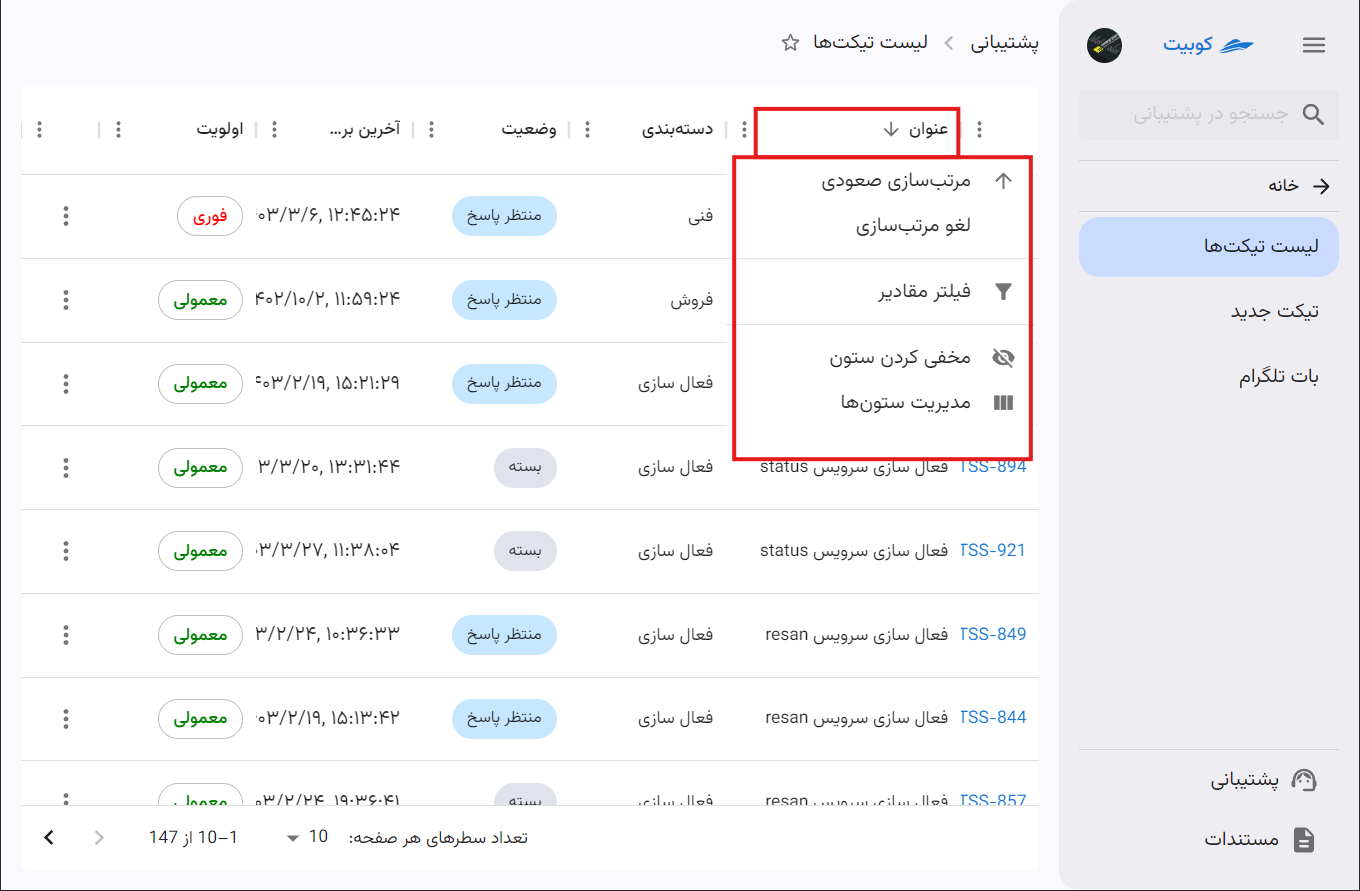 کوبیت
جستجو در پشتیبانی
خانه
لیست تیکت‌ها
تیکت جدید
بات تلگرام
پشتیبانی
مستندات
پشتیبانی
لیست تیکت‌ها
عنوان دسته‌بندی وضعیت آخرین بر... اولویت
مرتب‌سازی صعودی
لغو مرتب‌سازی
فیلتر مقادیر
مخفی کردن ستون
مدیریت ستون‌ها
فنی منتظر پاسخ ۰۳/۳/۶, ۱۲:۴۵:۲۴ فوری
فروش منتظر پاسخ ۴۰۲/۱۰/۲, ۱۱:۵۹:۲۴ معمولی
فعال سازی منتظر پاسخ ۴۰۳/۲/۱۹, ۱۵:۲۱:۲۹ معمولی
TSS-894 فعال سازی سرویس status فعال سازی بسته ۳/۳/۲۰, ۱۳:۳۱:۴۴ معمولی
TSS-921 فعال سازی سرویس status فعال سازی بسته ۰۳/۳/۲۷, ۱۱:۳۸:۰۴ معمولی
TSS-849 فعال سازی سرویس resan فعال سازی منتظر پاسخ ۳/۲/۲۴, ۱۰:۳۶:۳۳ معمولی
TSS-844 فعال سازی سرویس resan فعال سازی منتظر پاسخ ۰۳/۲/۱۹, ۱۵:۱۳:۴۲ معمولی
TSS-857 فعال سازی سرویس resan فعال سازی بسته ۰۳/۲/۲۴, ۱۹:۳۶:۴۱ معمولی
تعداد سطرهای هر صفحه: 10 1–10 از 147